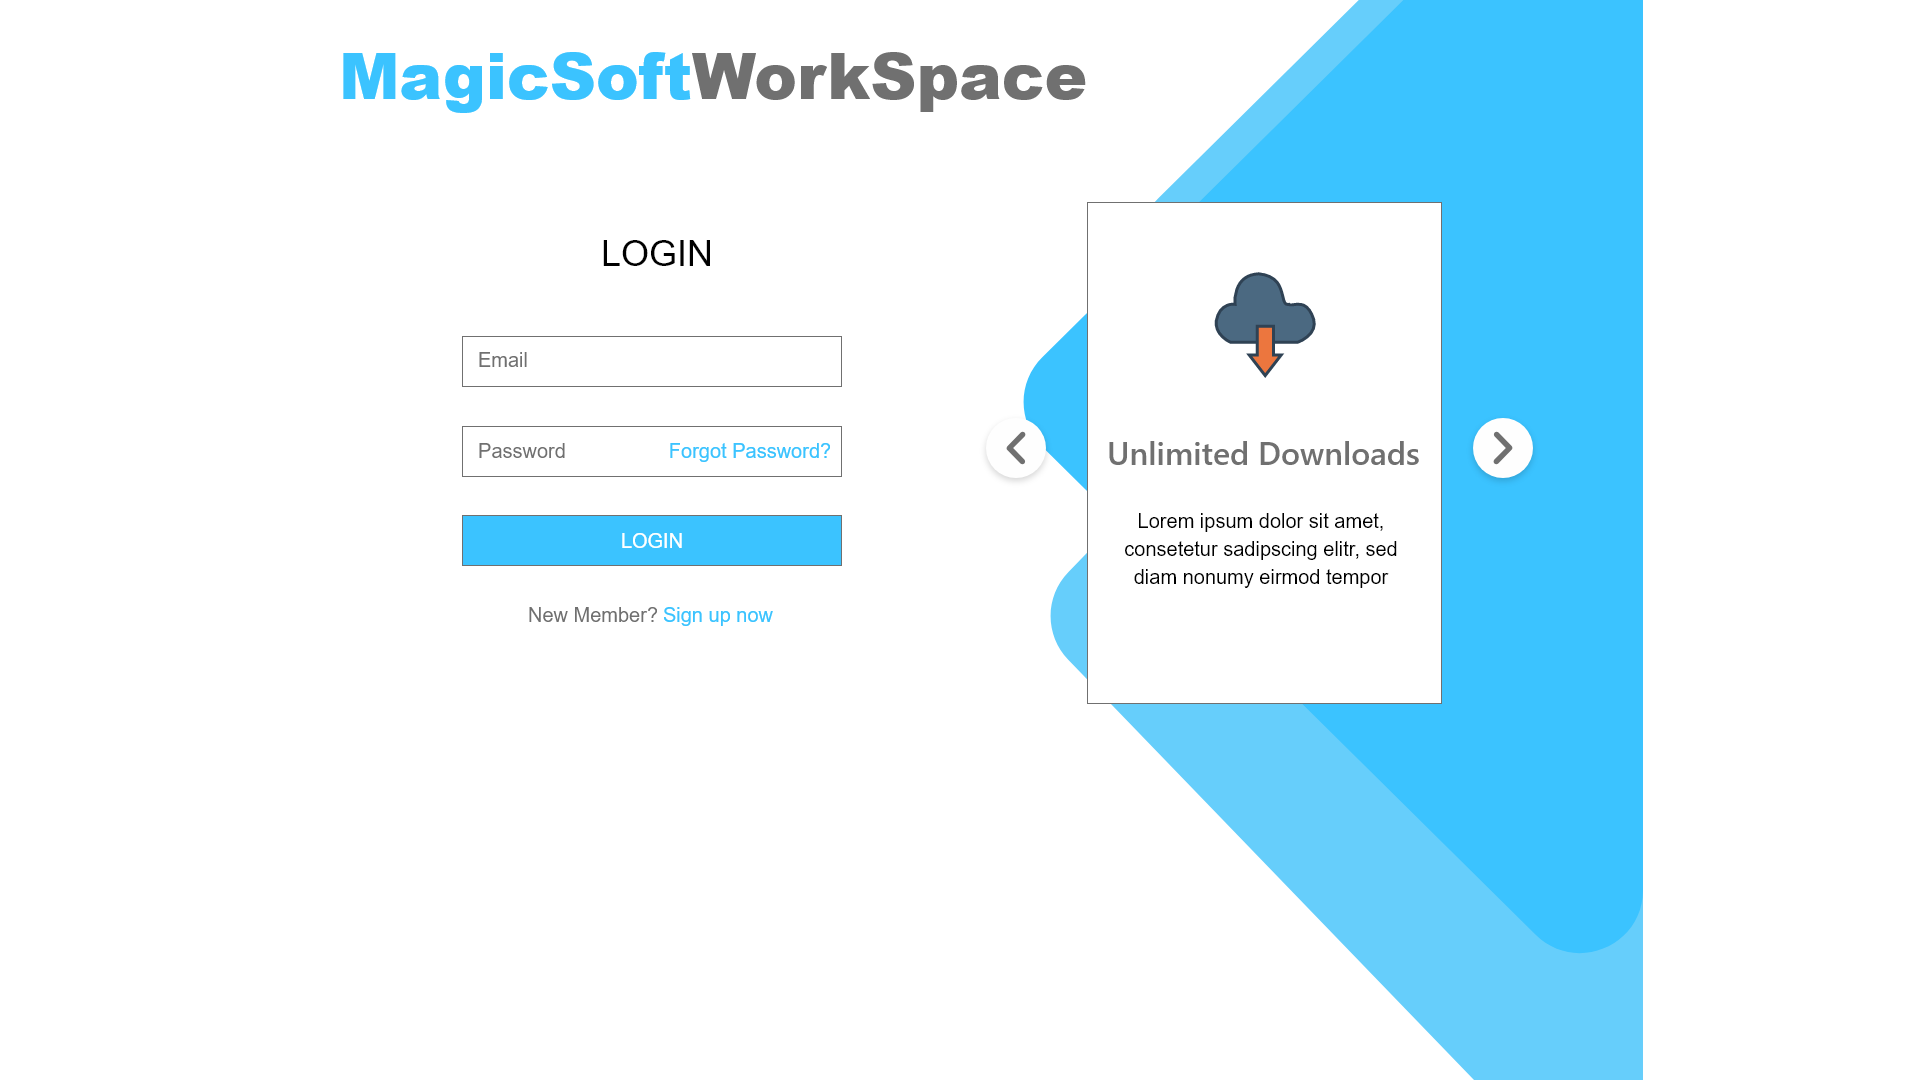 MagicSoftWorkSpace
LOGIN
Email
Password Forgot Password?
LOGIN
New Member? Sign up now
Unlimited Downloads
Lorem ipsum dolor sit amet,
consetetur sadipscing elitr, sed
diam nonumy eirmod tempor